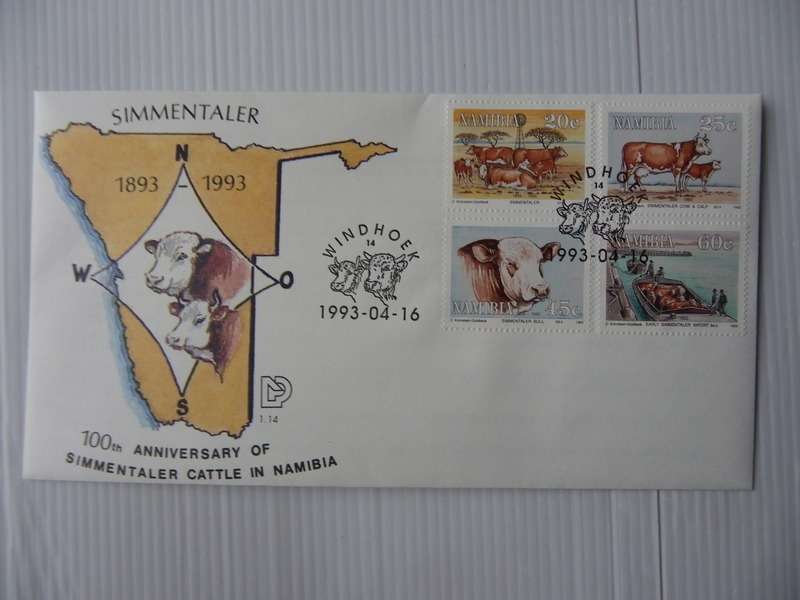 SIMMENTALER
N
1893 - 1993
W
O
S
1.14
100th ANNIVERSARY OF
SIMMENTALER CATTLE IN NAMIBIA
WINDHOEK
14
1993-04-16
NAMIBIA 20c
SIMMENTALER
NAMIBIA 25c
SIMMENTALER COW & CALF
WINDHOEK
14
1993-04-16
NAMIBIA 45c
SIMMENTALER BULL
NAMIBIA 60c
EARLY SIMMENTALER IMPORT